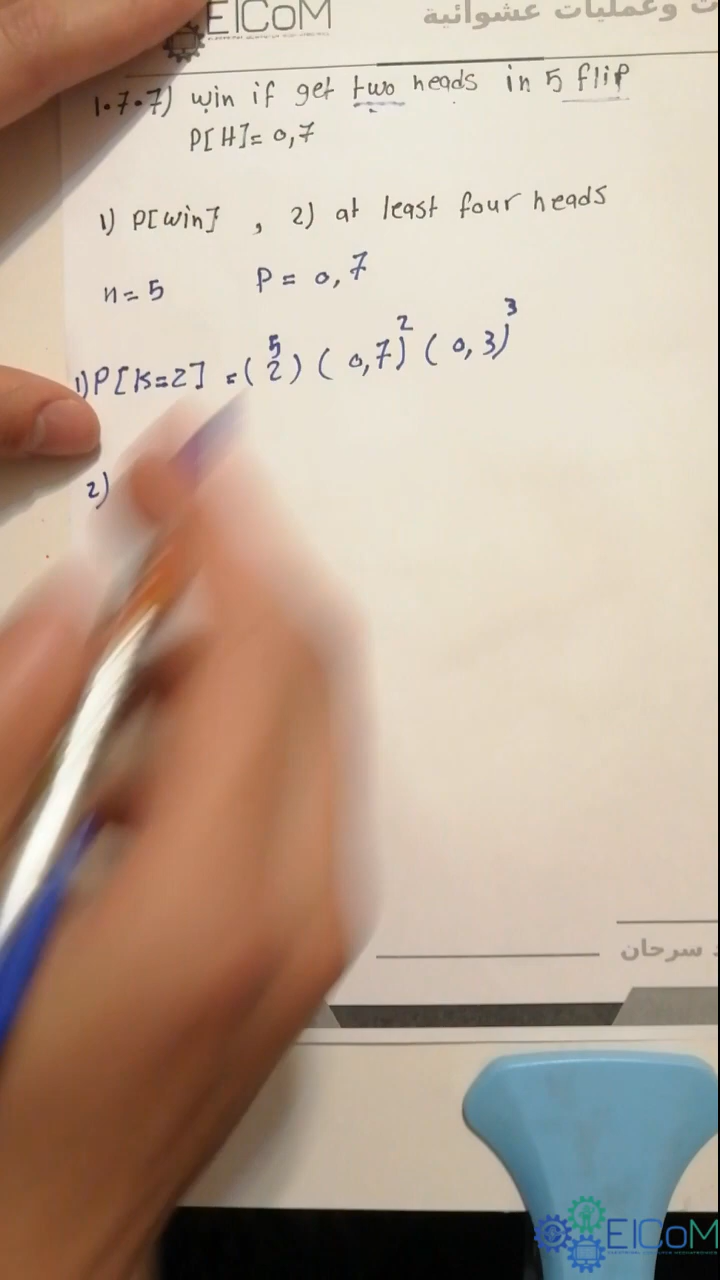 EICoM
ت وعمليات عشوائية
1.7.7) win if get two heads in 5 flip
P[H]= 0,7
1) P[win] , 2) at least four heads
n=5 P= 0,7
1) P[K=2] = (5 2) (0,7)^2 (0,3)^3
2)
سرحان
EICoM